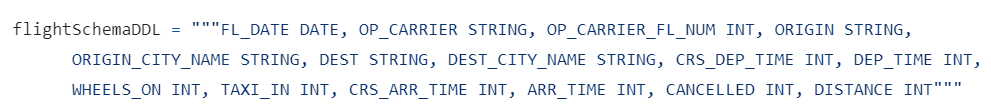 flightSchemaDDL = """FL_DATE DATE, OP_CARRIER STRING, OP_CARRIER_FL_NUM INT, ORIGIN STRING,
ORIGIN_CITY_NAME STRING, DEST STRING, DEST_CITY_NAME STRING, CRS_DEP_TIME INT, DEP_TIME INT,
WHEELS_ON INT, TAXI_IN INT, CRS_ARR_TIME INT, ARR_TIME INT, CANCELLED INT, DISTANCE INT"""